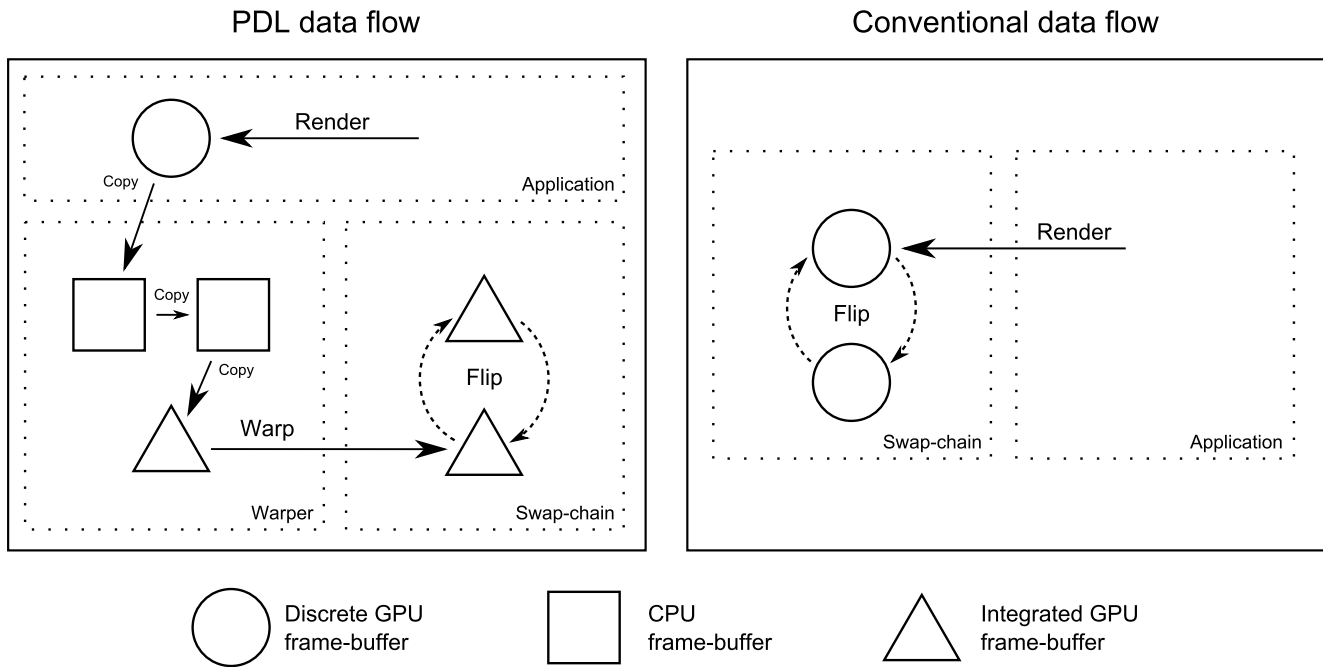 PDL data flow
Conventional data flow
Render
Copy
Application
Copy
Copy
Flip
Warp
Warper
Swap-chain
Render
Flip
Swap-chain
Application
Discrete GPU
frame-buffer
CPU
frame-buffer
Integrated GPU
frame-buffer